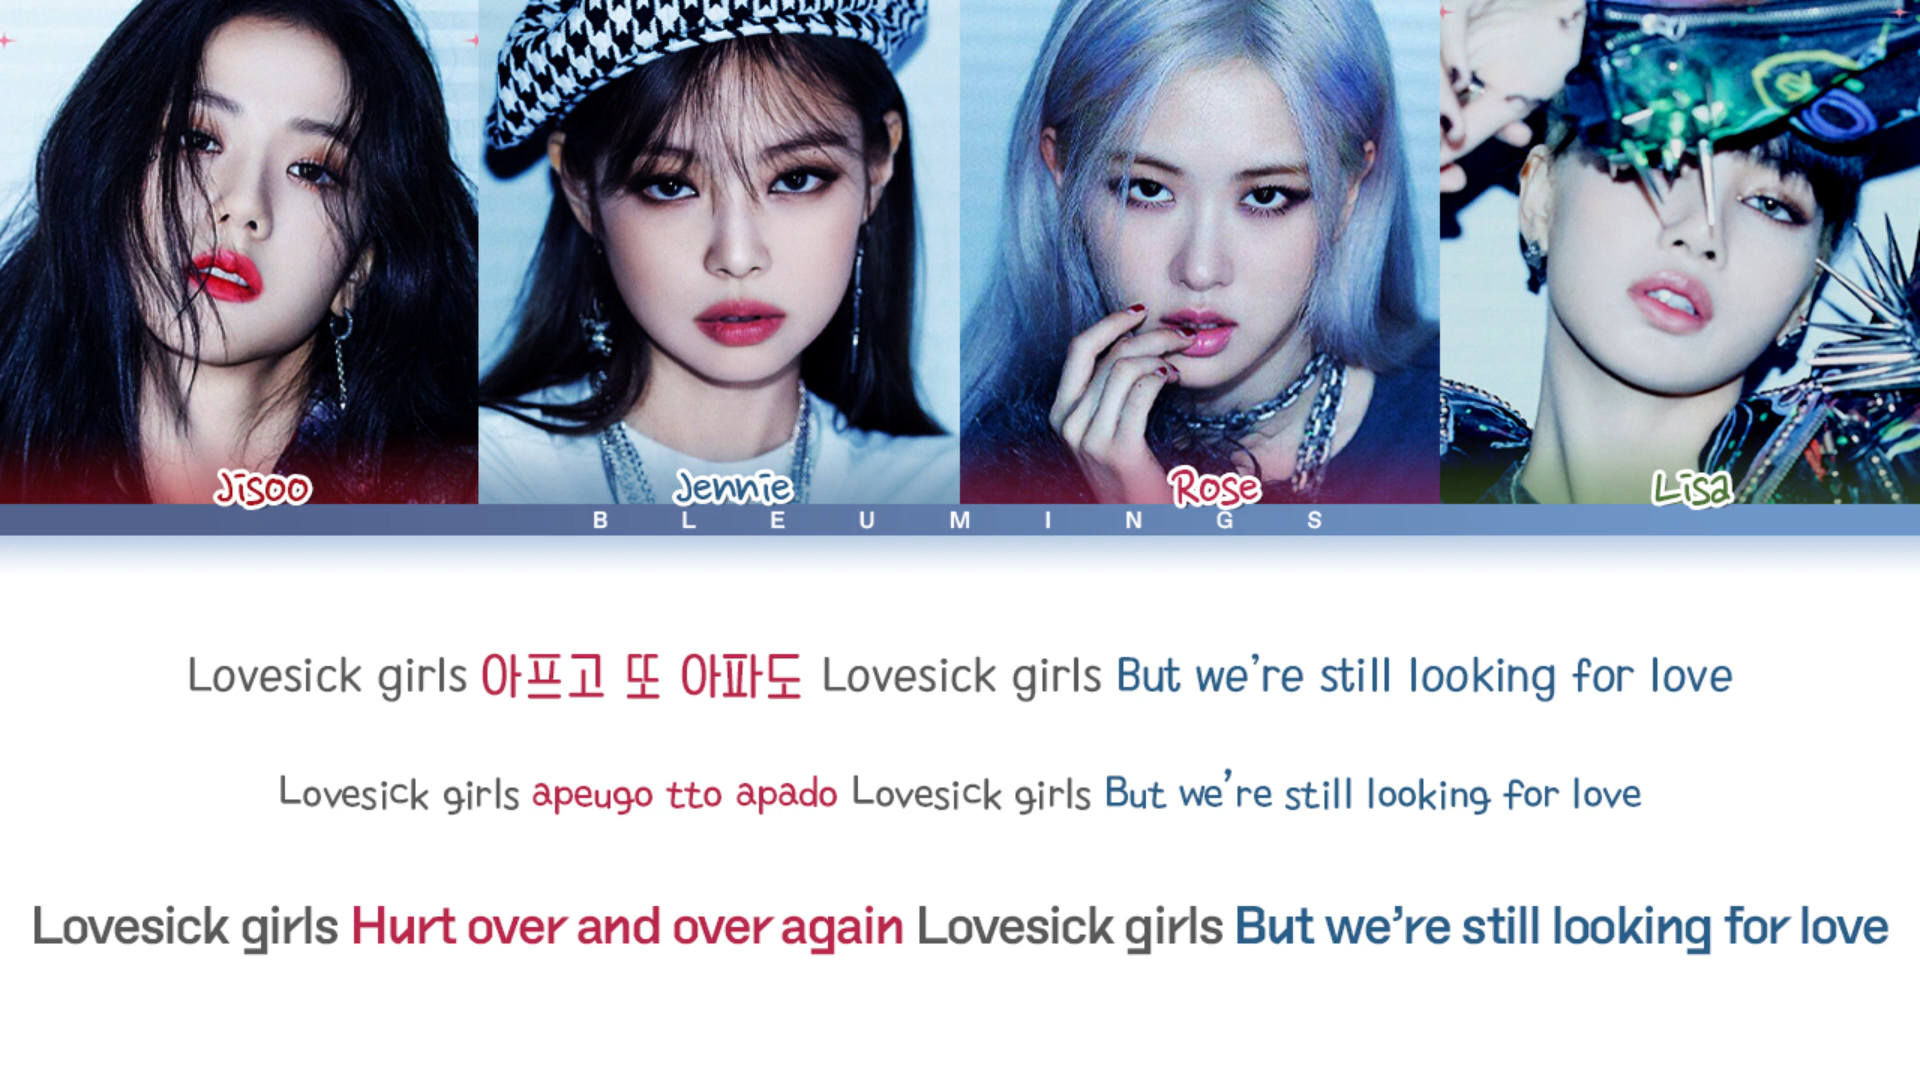 Jisoo Jennie Rose Lisa
BLEUMINGS
Lovesick girls 아프고 또 아파도 Lovesick girls But we're still looking for love
Lovesick girls apeugo tto apado Lovesick girls But we're still looking for love
Lovesick girls Hurt over and over again Lovesick girls But we're still looking for love